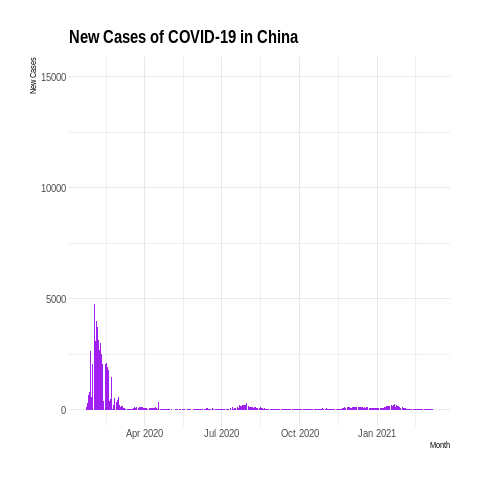 New Cases of COVID-19 in China
New Cases
15000
10000
5000
0
Apr 2020 Jul 2020 Oct 2020 Jan 2021
Month